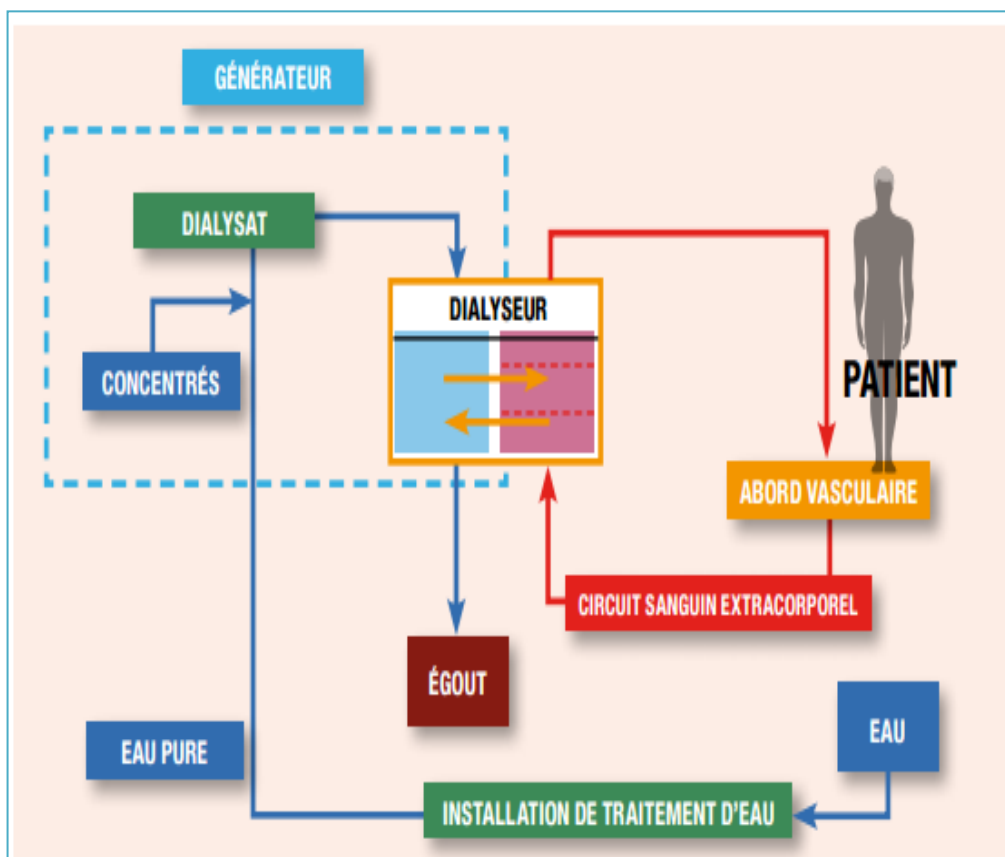 GÉNÉRATEUR
DIALYSAT
DIALYSEUR
CONCENTRÉS
PATIENT
ABORD VASCULAIRE
CIRCUIT SANGUIN EXTRACORPOREL
ÉGOUT
EAU
EAU PURE
INSTALLATION DE TRAITEMENT D'EAU